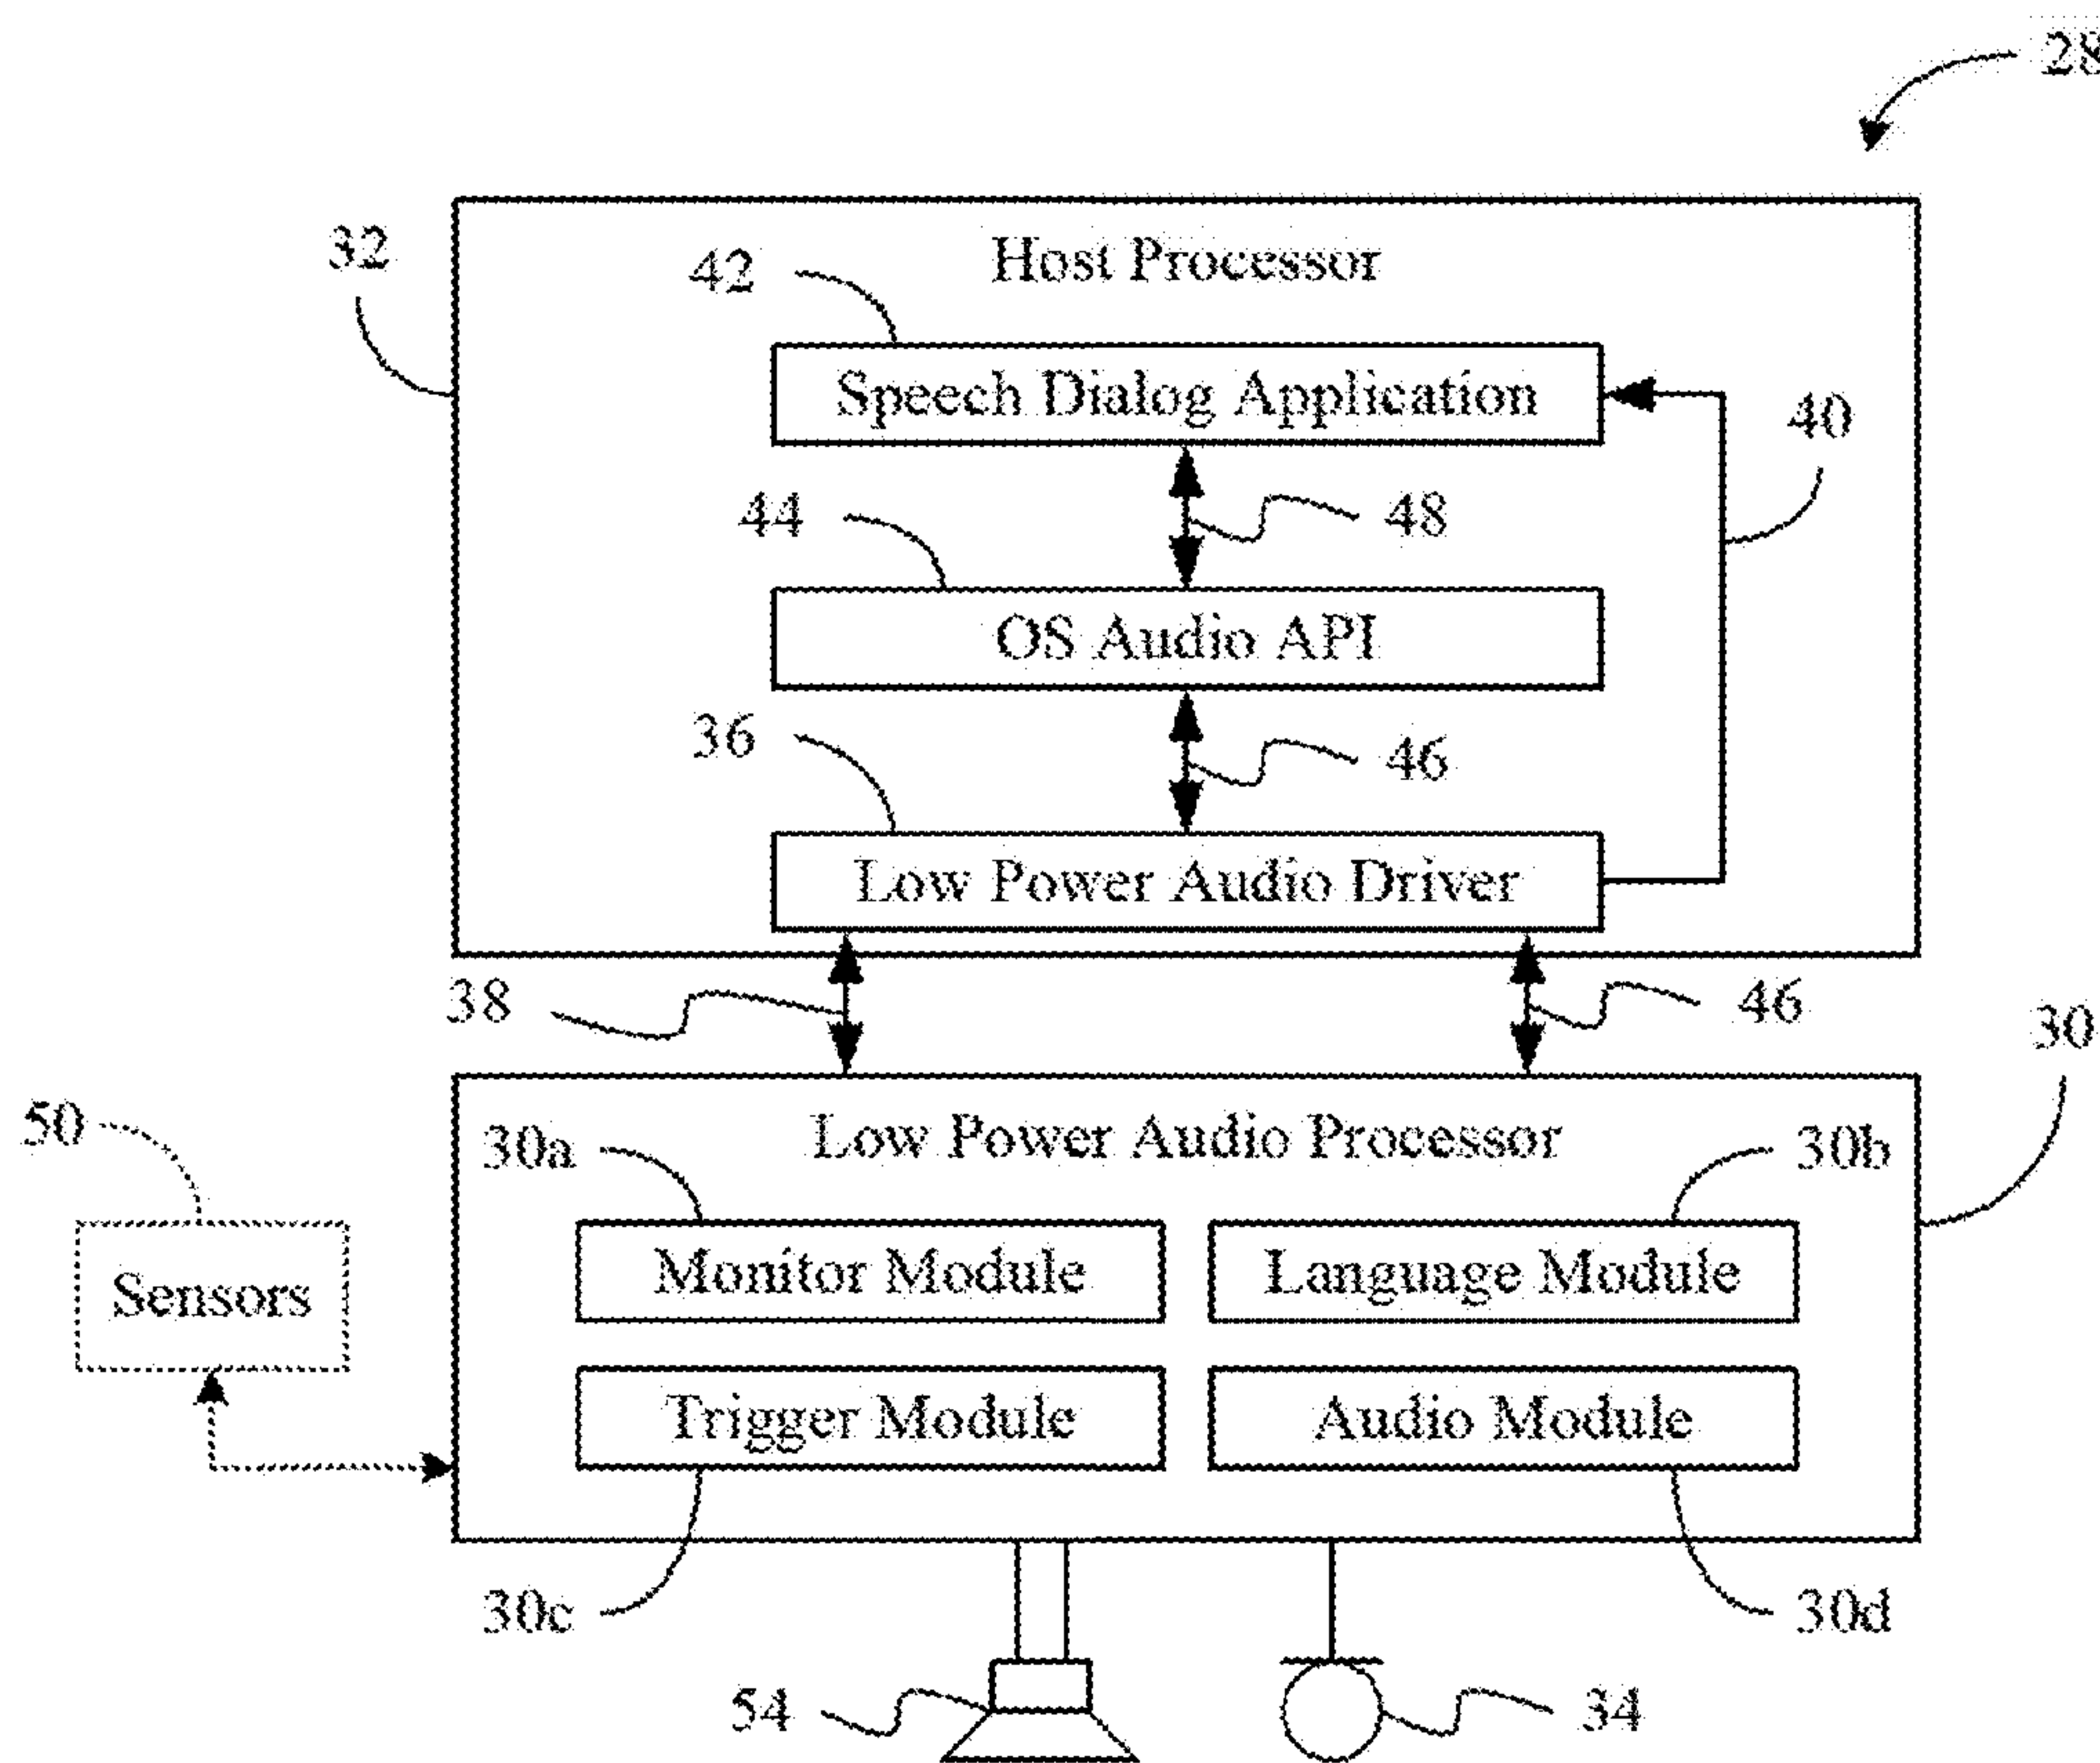 28
32
Host Processor
42
Speech Dialog Application
40
44
48
OS Audio API
36
46
Low Power Audio Driver
38
46
30
50
Low Power Audio Processor
30a
30b
Monitor Module
Language Module
Sensors
Trigger Module
Audio Module
30c
30d
54
34